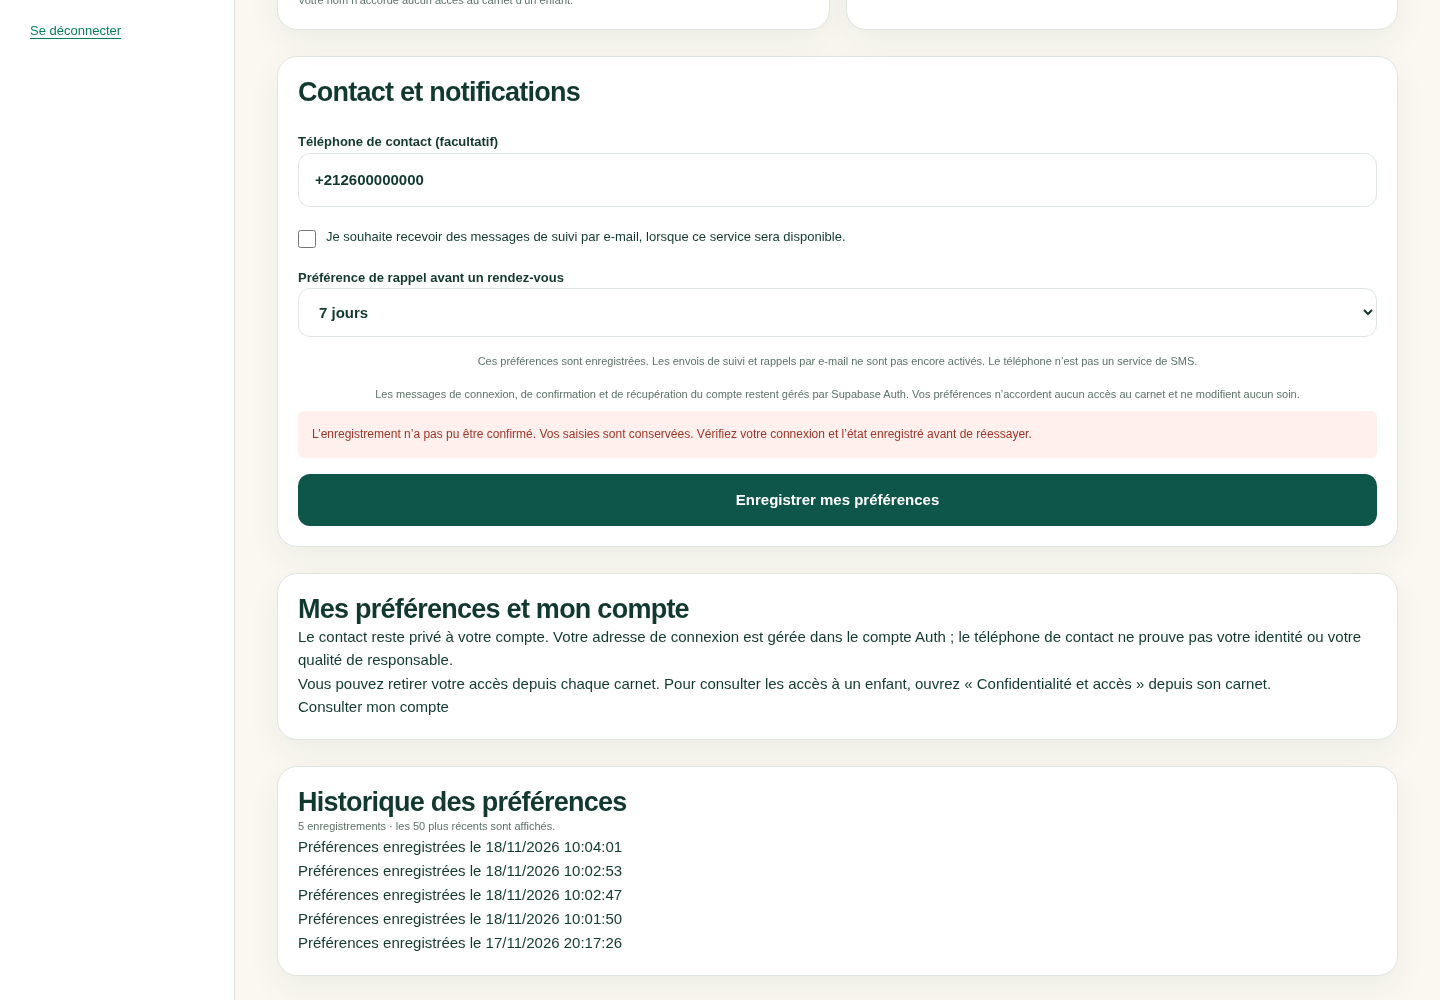 Votre nom n'accorde aucun accès au carnet d'un enfant.
Se déconnecter
Contact et notifications
Téléphone de contact (facultatif)
+212600000000
Je souhaite recevoir des messages de suivi par e-mail, lorsque ce service sera disponible.
Préférence de rappel avant un rendez-vous
7 jours
Ces préférences sont enregistrées. Les envois de suivi et rappels par e-mail ne sont pas encore activés. Le téléphone n’est pas un service de SMS.
Les messages de connexion, de confirmation et de récupération du compte restent gérés par Supabase Auth. Vos préférences n’accordent aucun accès au carnet et ne modifient aucun soin.
L’enregistrement n’a pas pu être confirmé. Vos saisies sont conservées. Vérifiez votre connexion et l’état enregistré avant de réessayer.
Enregistrer mes préférences
Mes préférences et mon compte
Le contact reste privé à votre compte. Votre adresse de connexion est gérée dans le compte Auth ; le téléphone de contact ne prouve pas votre identité ou votre
qualité de responsable.
Vous pouvez retirer votre accès depuis chaque carnet. Pour consulter les accès à un enfant, ouvrez « Confidentialité et accès » depuis son carnet.
Consulter mon compte
Historique des préférences
5 enregistrements · les 50 plus récents sont affichés.
Préférences enregistrées le 18/11/2026 10:04:01
Préférences enregistrées le 18/11/2026 10:02:53
Préférences enregistrées le 18/11/2026 10:02:47
Préférences enregistrées le 18/11/2026 10:01:50
Préférences enregistrées le 17/11/2026 20:17:26